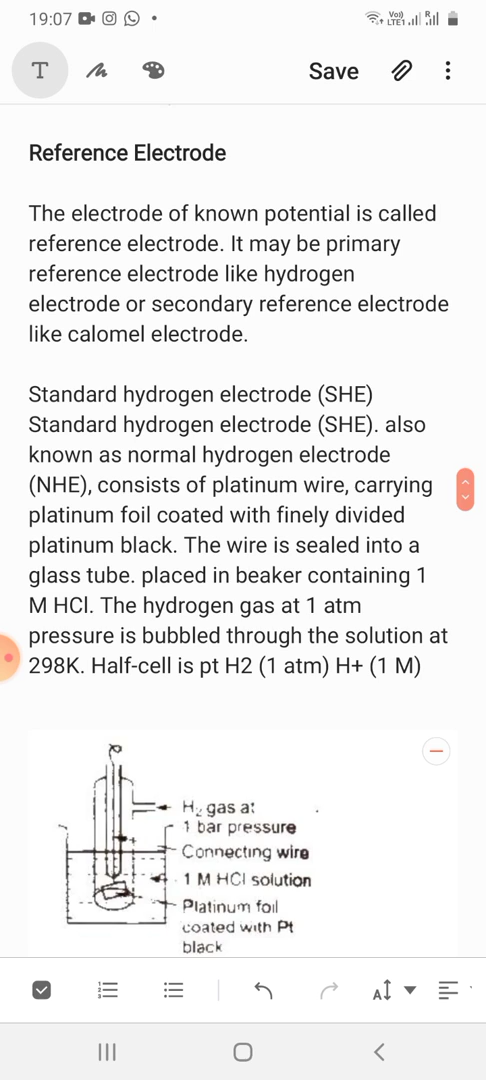 19:07
Vo)) R
LTE1
T
Save
Reference Electrode
The electrode of known potential is called
reference electrode. It may be primary
reference electrode like hydrogen
electrode or secondary reference electrode
like calomel electrode.
Standard hydrogen electrode (SHE)
Standard hydrogen electrode (SHE). also
known as normal hydrogen electrode
(NHE), consists of platinum wire, carrying
platinum foil coated with finely divided
platinum black. The wire is sealed into a
glass tube. placed in beaker containing 1
M HCl. The hydrogen gas at 1 atm
pressure is bubbled through the solution at
298K. Half-cell is pt H2 (1 atm) H+ (1 M)
H₂ gas at
1 bar pressure
Connecting wire
1 M HCl solution
Platinum foil
coated with Pt
black
A